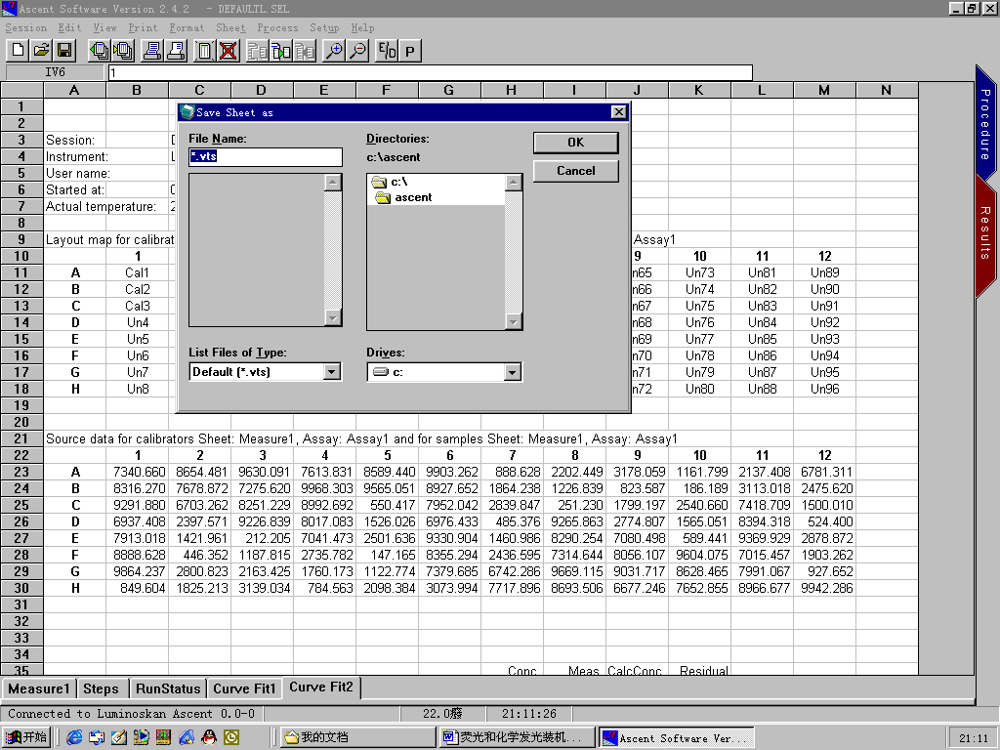 Ascent Software Version 2.4.2 - DEFAULTL.SEL
Session Edit View Print Format Sheet Process Setup Help
E/D P
IV6 1
A B C D E F G H I J K L M N
1
2
3 Session: D
4 Instrument: L
5 User name:
6 Started at: 0
7 Actual temperature: 2
8
9 Layout map for calibrat Assay1
10 1 9 10 11 12
11 A Cal1 n65 Un73 Un81 Un89
12 B Cal2 n66 Un74 Un82 Un90
13 C Cal3 n67 Un75 Un83 Un91
14 D Un4 n68 Un76 Un84 Un92
15 E Un5 n69 Un77 Un85 Un93
16 F Un6 n70 Un78 Un86 Un94
17 G Un7 n71 Un79 Un87 Un95
18 H Un8 n72 Un80 Un88 Un96
19
20
21 Source data for calibrators Sheet: Measure1, Assay: Assay1 and for samples Sheet: Measure1, Assay: Assay1
22 1 2 3 4 5 6 7 8 9 10 11 12
23 A 7340.660 8654.481 9630.091 7613.831 8589.440 9903.262 888.628 2202.449 3178.059 1161.799 2137.408 6781.311
24 B 8316.270 7678.872 7275.620 9968.303 9565.051 8927.652 1864.238 1226.839 823.587 186.189 3113.018 2475.620
25 C 9291.880 6703.262 8251.229 8992.692 550.417 7952.042 2839.847 251.230 1799.197 2540.660 7418.709 1500.010
26 D 6937.408 2397.571 9226.839 8017.083 1526.026 6976.433 485.376 9265.863 2774.807 1565.051 8394.318 524.400
27 E 7913.018 1421.961 212.205 7041.473 2501.636 9330.904 1460.986 8290.254 7080.498 589.441 9369.929 2878.872
28 F 8888.628 446.352 1187.815 2735.782 147.165 8355.294 2436.595 7314.644 8056.107 9604.075 7015.457 1903.262
29 G 9864.237 2800.823 2163.425 1760.173 1122.774 7379.685 6742.286 9669.115 9031.717 8628.465 7991.067 927.652
30 H 849.604 1825.213 3139.034 784.563 2098.384 3073.994 7717.896 8693.506 6677.246 7652.855 8966.677 9942.286
31
32
33
34
35 Conc Meas CalcConc Residual
Save Sheet as
File Name:
*.vts
Directories:
c:\ascent
c:\
ascent
OK
Cancel
List Files of Type:
Default (*.vts)
Drives:
c:
Procedure
Results
Measure1 Steps RunStatus Curve Fit1 Curve Fit2
Connected to Luminoskan Ascent 0.0-0 22.0癈 21:11:26
开始 我的文档 荧光和化学发光装机... Ascent Software Ver... 21:11